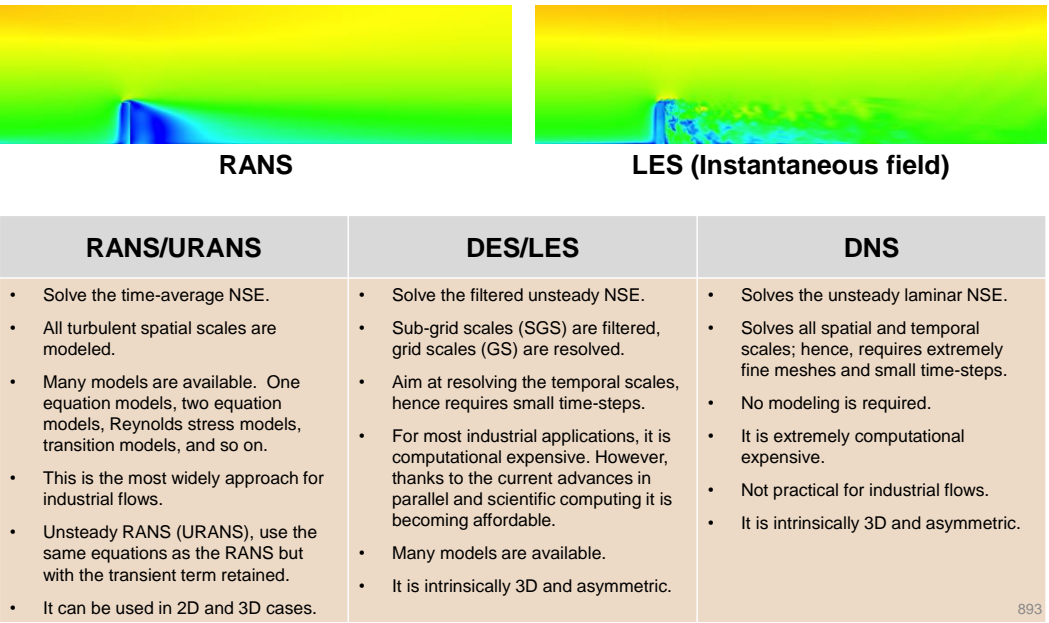 RANS
LES (Instantaneous field)
RANS/URANS
• Solve the time-average NSE.
• All turbulent spatial scales are
modeled.
• Many models are available.  One
equation models, two equation
models, Reynolds stress models,
transition models, and so on.
• This is the most widely approach for
industrial flows.
• Unsteady RANS (URANS), use the
same equations as the RANS but
with the transient term retained.
• It can be used in 2D and 3D cases.
DES/LES
• Solve the filtered unsteady NSE.
• Sub-grid scales (SGS) are filtered,
grid scales (GS) are resolved.
• Aim at resolving the temporal scales,
hence requires small time-steps.
• For most industrial applications, it is
computational expensive. However,
thanks to the current advances in
parallel and scientific computing it is
becoming affordable.
• Many models are available.
• It is intrinsically 3D and asymmetric.
DNS
• Solves the unsteady laminar NSE.
• Solves all spatial and temporal
scales; hence, requires extremely
fine meshes and small time-steps.
• No modeling is required.
• It is extremely computational
expensive.
• Not practical for industrial flows.
• It is intrinsically 3D and asymmetric.
893